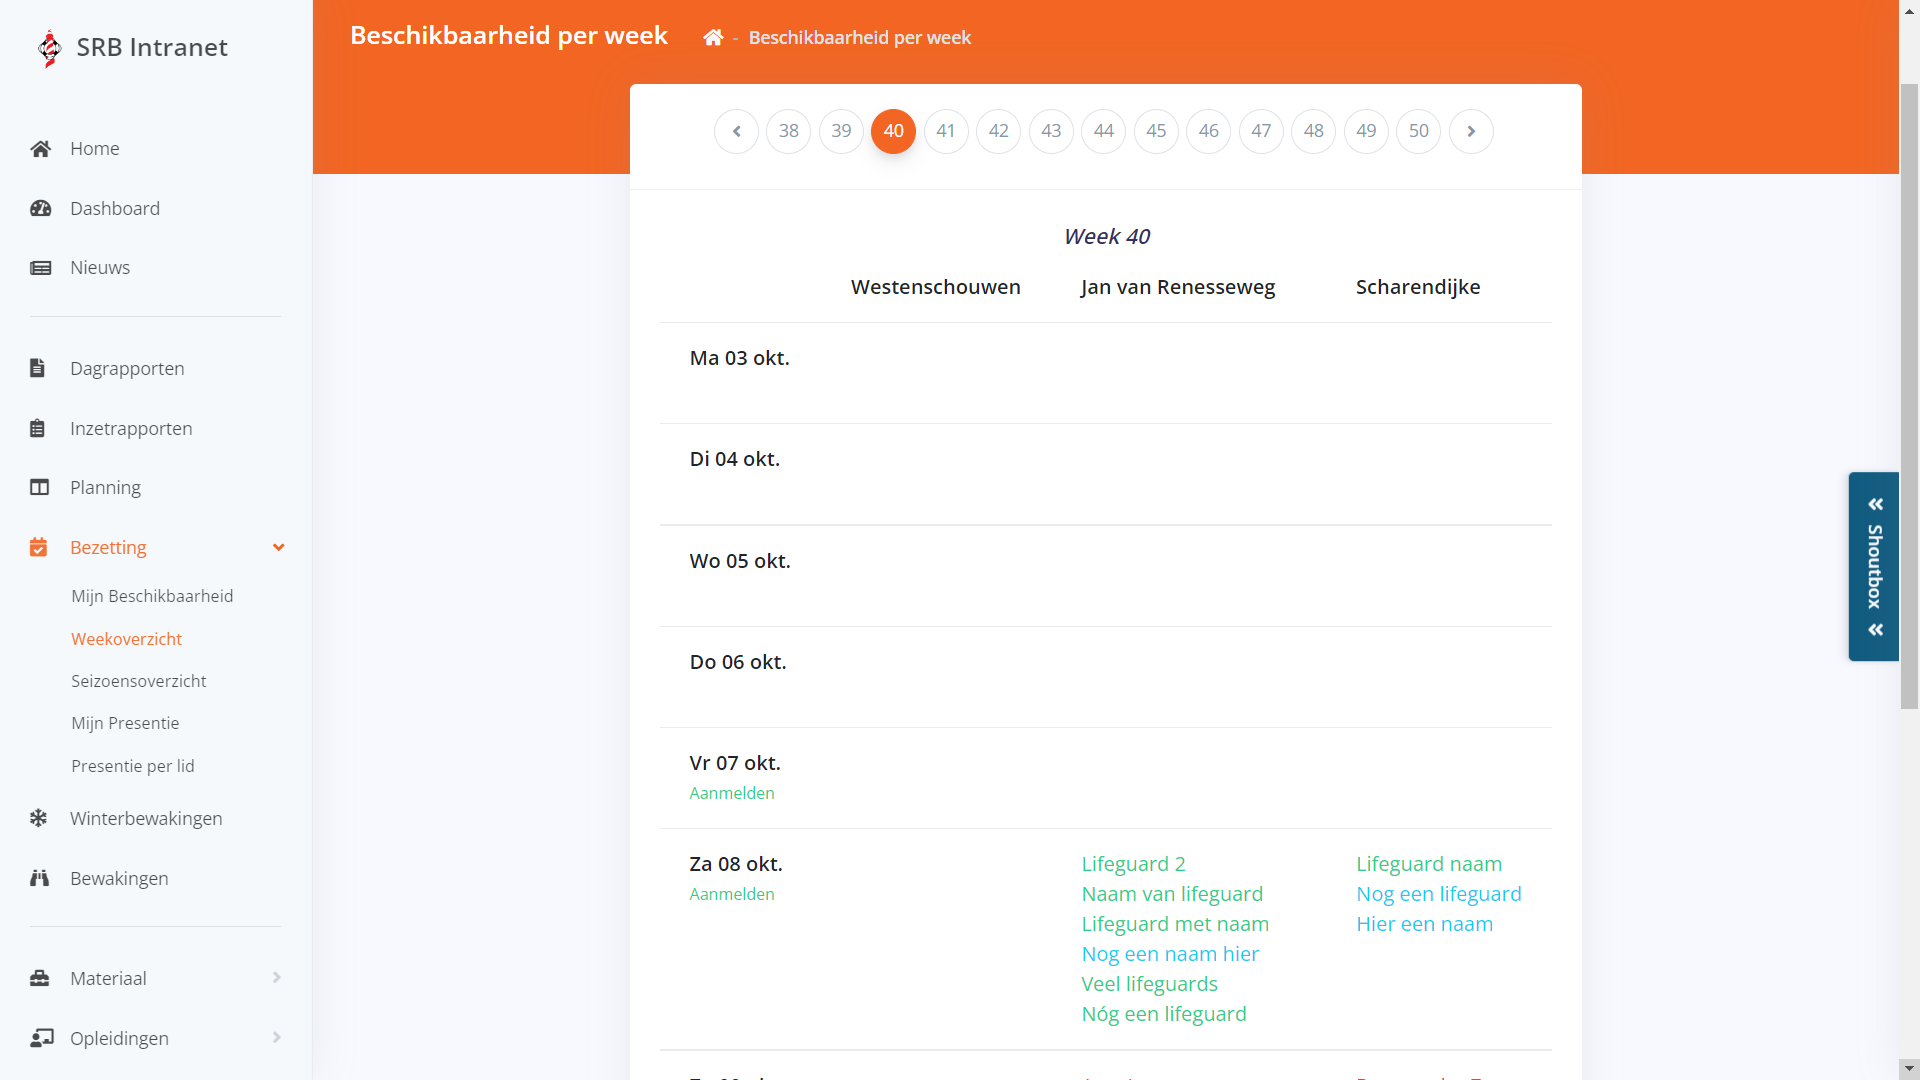 SRB Intranet
Home
Dashboard
Nieuws
Dagrapporten
Inzetrapporten
Planning
Bezetting
Mijn Beschikbaarheid
Weekoverzicht
Seizoensoverzicht
Mijn Presentie
Presentie per lid
Winterbewakingen
Bewakingen
Materiaal
Opleidingen
Beschikbaarheid per week
- Beschikbaarheid per week
38 39 40 41 42 43 44 45 46 47 48 49 50
Week 40
Westenschouwen Jan van Renesseweg Scharendijke
Ma 03 okt.
Di 04 okt.
Wo 05 okt.
Do 06 okt.
Vr 07 okt.
Aanmelden
Za 08 okt.
Aanmelden
Lifeguard 2
Naam van lifeguard
Lifeguard met naam
Nog een naam hier
Veel lifeguards
Nóg een lifeguard
Lifeguard naam
Nog een lifeguard
Hier een naam
Shoutbox